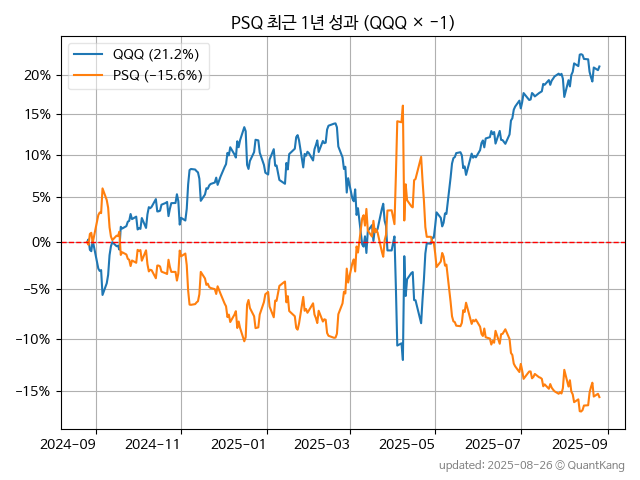 PSQ 최근 1년 성과 (QQQ × −1)
QQQ (21.2%)
PSQ (−15.6%)
20%
15%
10%
5%
0%
−5%
−10%
−15%
2024−09 2024−11 2025−01 2025−03 2025−05 2025−07 2025−09
updated: 2025-08-26 ⓒ QuantKang